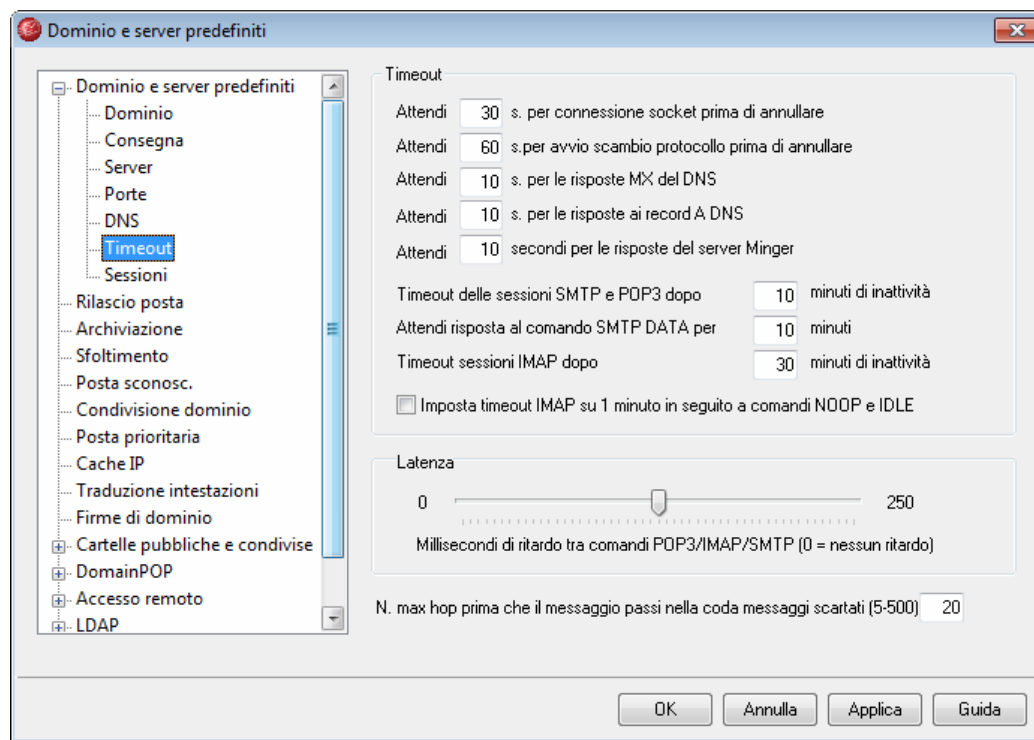 Dominio e server predefiniti
Dominio e server predefiniti
Dominio
Consegna
Server
Porte
DNS
Timeout
Sessioni
Rilascio posta
Archiviazione
Sfoltimento
Posta sconosc.
Condivisione dominio
Posta prioritaria
Cache IP
Traduzione intestazioni
Firme di dominio
Cartelle pubbliche e condivise
DomainPOP
Accesso remoto
LDAP
Timeout
Attendi 30 s. per connessione socket prima di annullare
Attendi 60 s.per avvio scambio protocollo prima di annullare
Attendi 10 s. per le risposte MX del DNS
Attendi 10 s. per le risposte ai record A DNS
Attendi 10 secondi per le risposte del server Minger
Timeout delle sessioni SMTP e POP3 dopo 10 minuti di inattività
Attendi risposta al comando SMTP DATA per 10 minuti
Timeout sessioni IMAP dopo 30 minuti di inattività
Imposta timeout IMAP su 1 minuto in seguito a comandi NOOP e IDLE
Latenza
0 250
Millisecondi di ritardo tra comandi POP3/IMAP/SMTP (0 = nessun ritardo)
N. max hop prima che il messaggio passi nella coda messaggi scartati (5-500) 20
OK Annulla Applica Guida